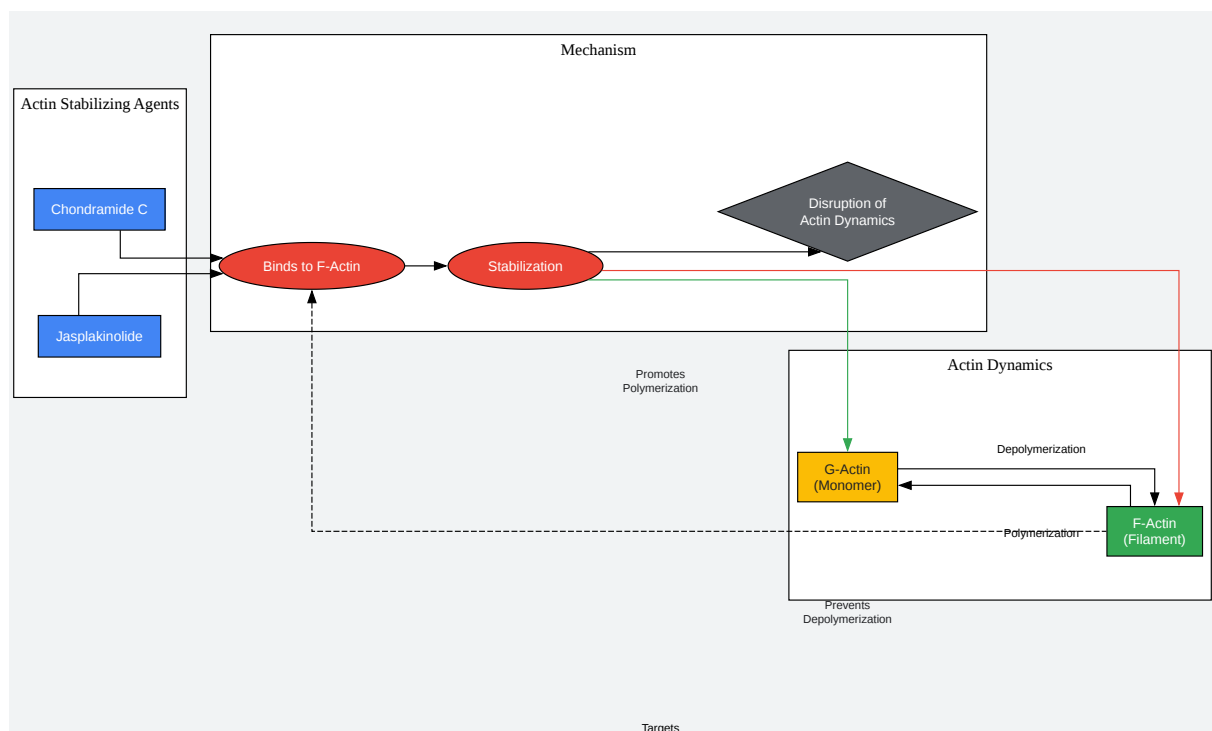 Mechanism
Actin Stabilizing Agents
Chondramide C
Jasplakinolide
Binds to F-Actin
Stabilization
Disruption of
Actin Dynamics
Promotes
Polymerization
Actin Dynamics
Depolymerization
G-Actin
(Monomer)
Polymerization
F-Actin
(Filament)
Prevents
Depolymerization
Targets